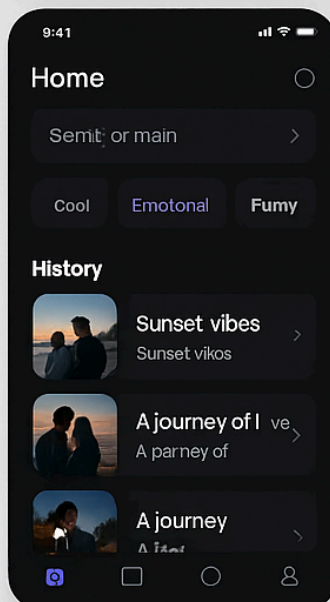 9:41
Home
or main
Cool
Emotonal
Fumy
History
Sunset vibes
Sunset vikos
A journey of l ve
A parney of
A journey
A